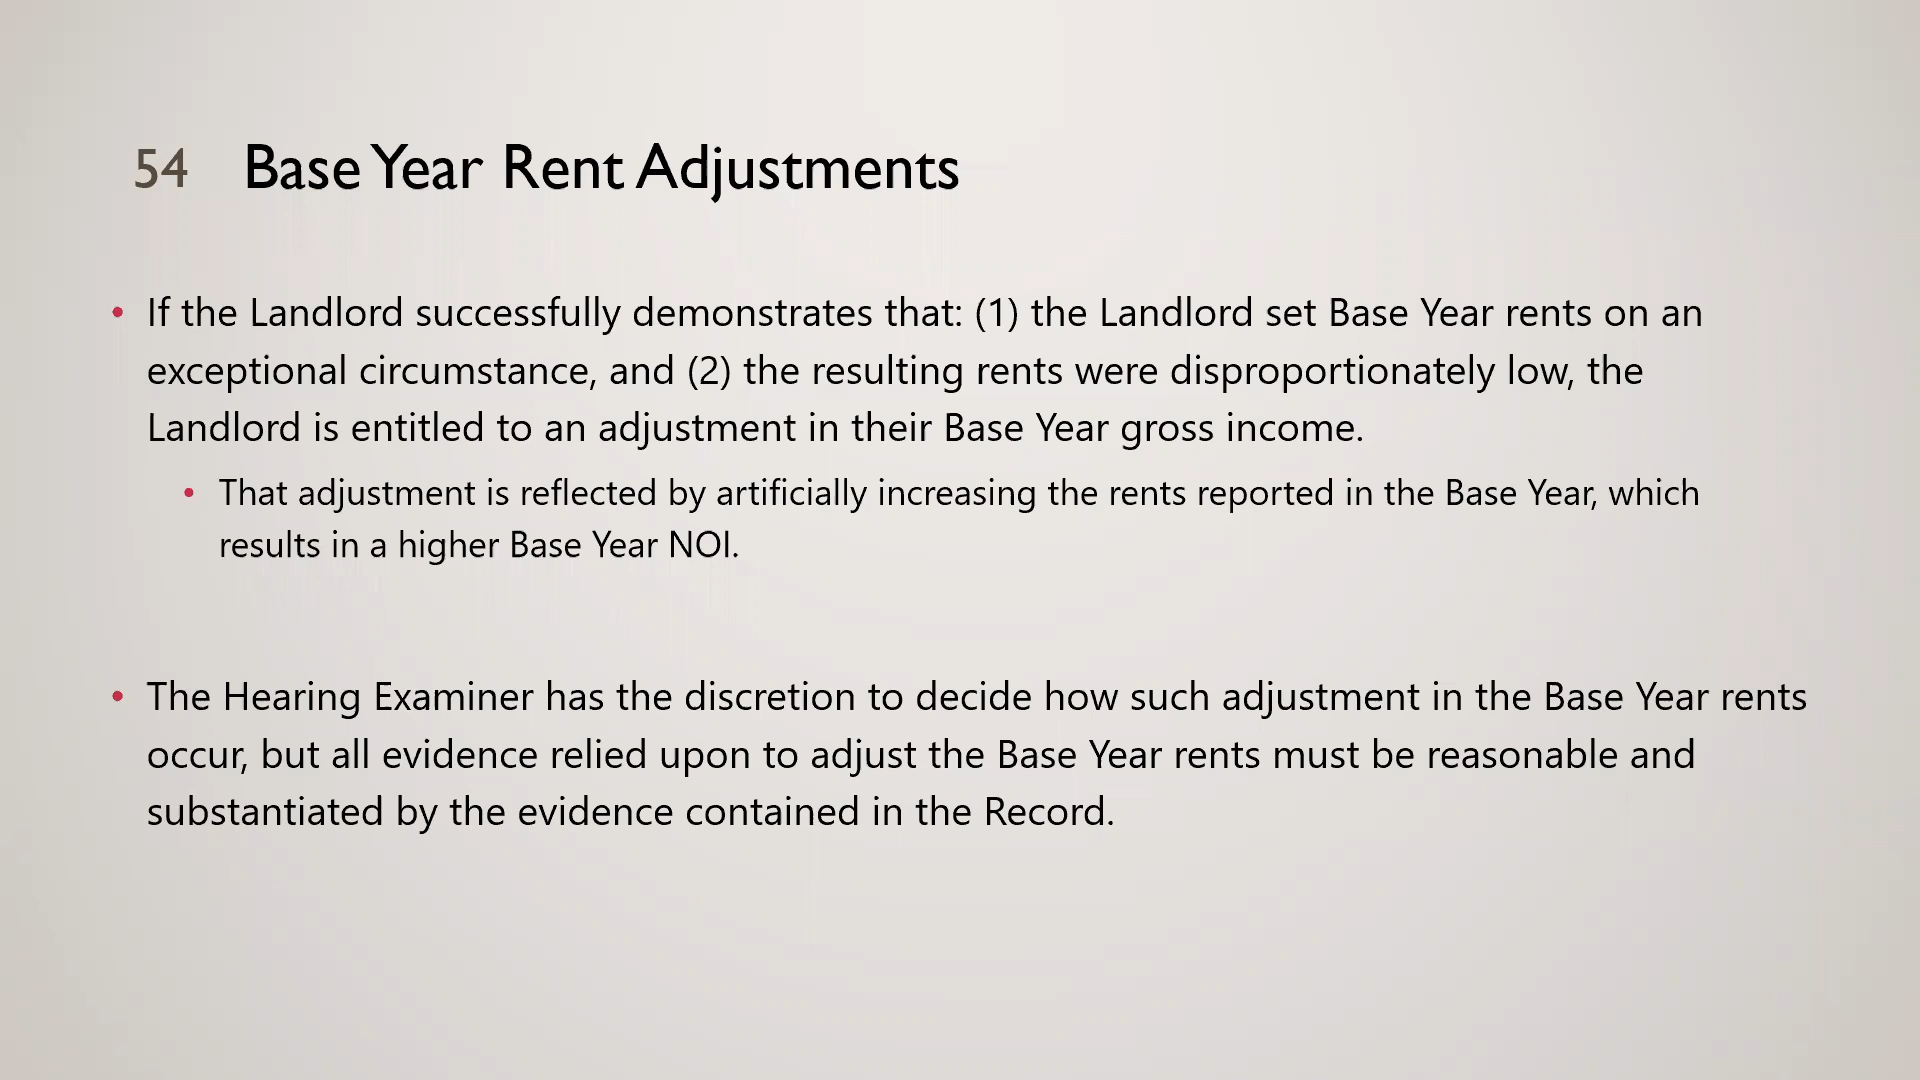 54 Base Year Rent Adjustments
• If the Landlord successfully demonstrates that: (1) the Landlord set Base Year rents on an
exceptional circumstance, and (2) the resulting rents were disproportionately low, the
Landlord is entitled to an adjustment in their Base Year gross income.
• That adjustment is reflected by artificially increasing the rents reported in the Base Year, which
results in a higher Base Year NOI.
• The Hearing Examiner has the discretion to decide how such adjustment in the Base Year rents
occur, but all evidence relied upon to adjust the Base Year rents must be reasonable and
substantiated by the evidence contained in the Record.